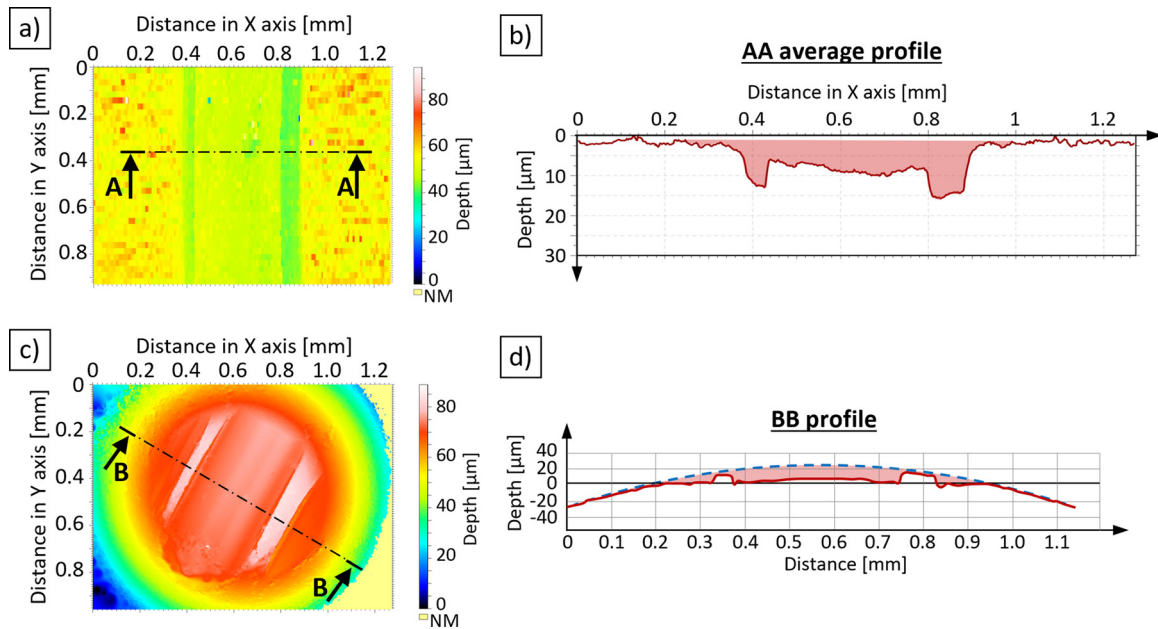 a)
Distance in X axis [mm]
0 0.2 0.4 0.6 0.8 1 1.2
Distance in Y axis [mm]
0
0.2
0.4
0.6
0.8
A A
Depth [µm]
80
60
40
20
0
NM
b)
AA average profile
Distance in X axis [mm]
0 0.2 0.4 0.6 0.8 1 1.2
Depth [µm]
0
10
20
30
c)
Distance in X axis [mm]
0 0.2 0.4 0.6 0.8 1.0 1.2
Distance in Y axis [mm]
0
0.2
0.4
0.6
0.8
B
B
Depth [µm]
80
60
40
20
0
NM
d)
BB profile
Depth [µm]
40
20
0
-20
-40
0 0.1 0.2 0.3 0.4 0.5 0.6 0.7 0.8 0.9 1.0 1.1
Distance [mm]